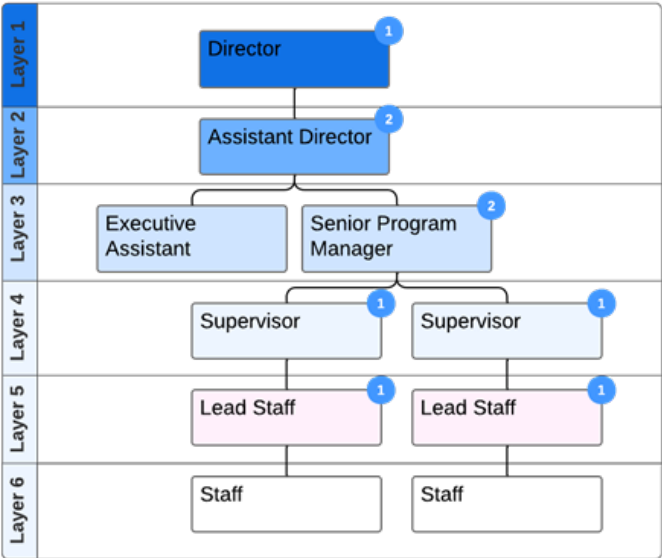 Layer 1
1
Director
Layer 2
2
Assistant Director
Layer 3
Executive
Assistant
2
Senior Program
Manager
Layer 4
1
Supervisor
1
Supervisor
Layer 5
1
Lead Staff
1
Lead Staff
Layer 6
Staff
Staff